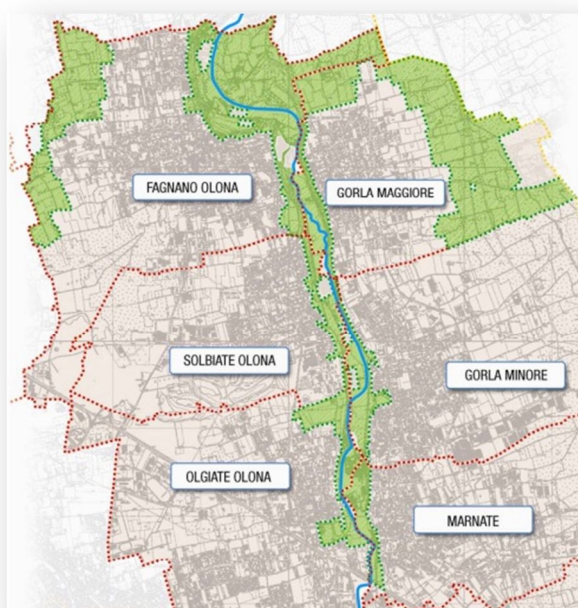 FAGNANO OLONA
GORLA MAGGIORE
SOLBIATE OLONA
GORLA MINORE
OLGIATE OLONA
MARNATE